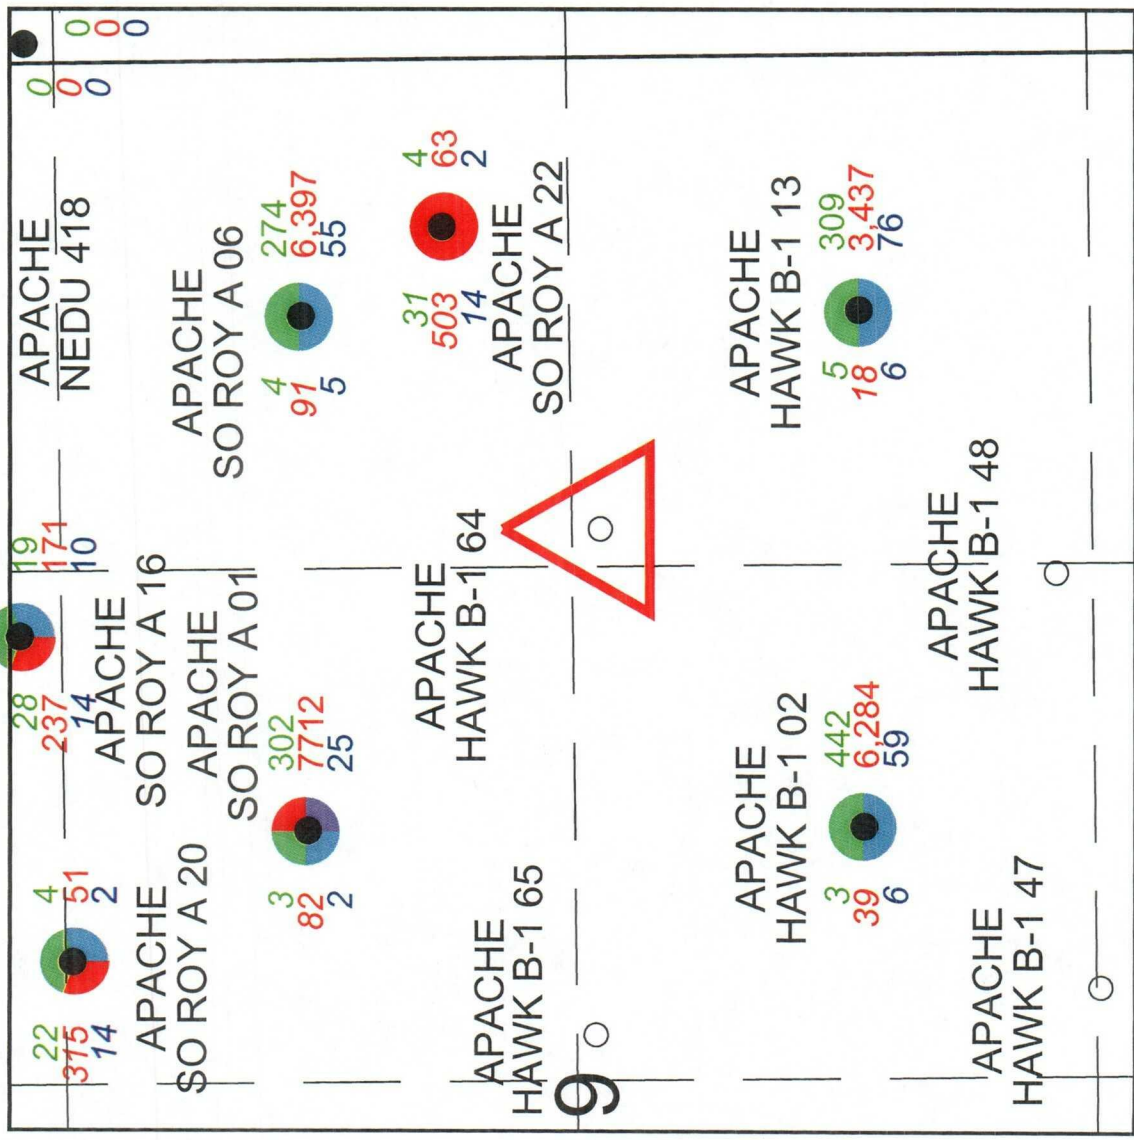 APACHE
NEDU 418
0
0
0
0
0
0
19
171
10
28
237
14
APACHE
SO ROY A 16
4
51
2
22
315
14
APACHE
SO ROY A 20
APACHE
SO ROY A 06
274
6,397
55
4
91
5
APACHE
SO ROY A 01
302
7712
25
3
82
2
4
63
2
31
503
14
APACHE
SO ROY A 22
APACHE
HAWK B-1 64
APACHE
HAWK B-1 65
9
APACHE
HAWK B-1 13
309
3,437
76
5
18
6
APACHE
HAWK B-1 02
442
6,284
59
3
39
6
APACHE
HAWK B-1 48
APACHE
HAWK B-1 47